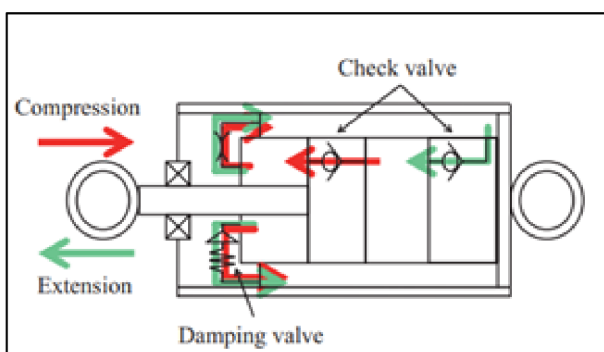 Check valve
Compression
Extension
Damping valve